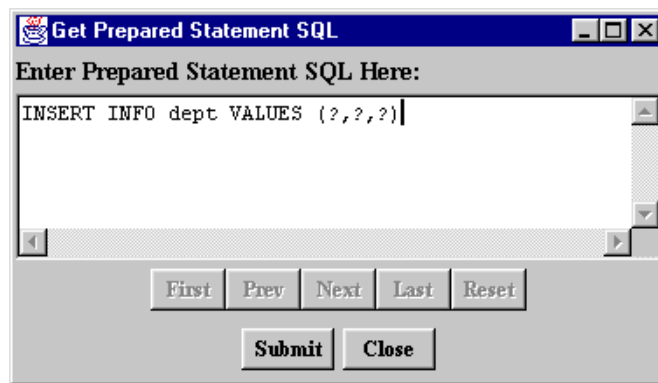 Get Prepared Statement SQL
Enter Prepared Statement SQL Here:
INSERT INFO dept VALUES (?,?,?)
First Prev Next Last Reset
Submit Close